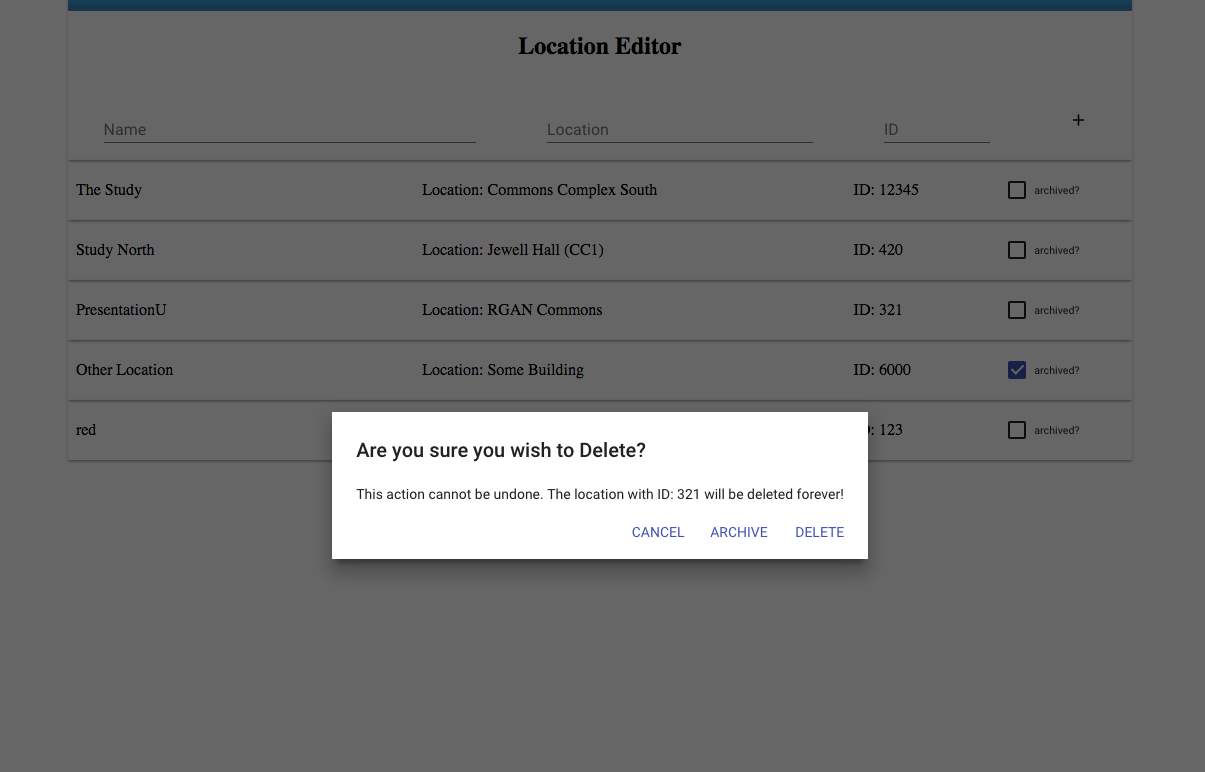 Location Editor
Name Location ID +
The Study Location: Commons Complex South ID: 12345 archived?
Study North Location: Jewell Hall (CC1) ID: 420 archived?
PresentationU Location: RGAN Commons ID: 321 archived?
Other Location Location: Some Building ID: 6000 archived?
red : 123 archived?
Are you sure you wish to Delete?
This action cannot be undone. The location with ID: 321 will be deleted forever!
CANCEL ARCHIVE DELETE